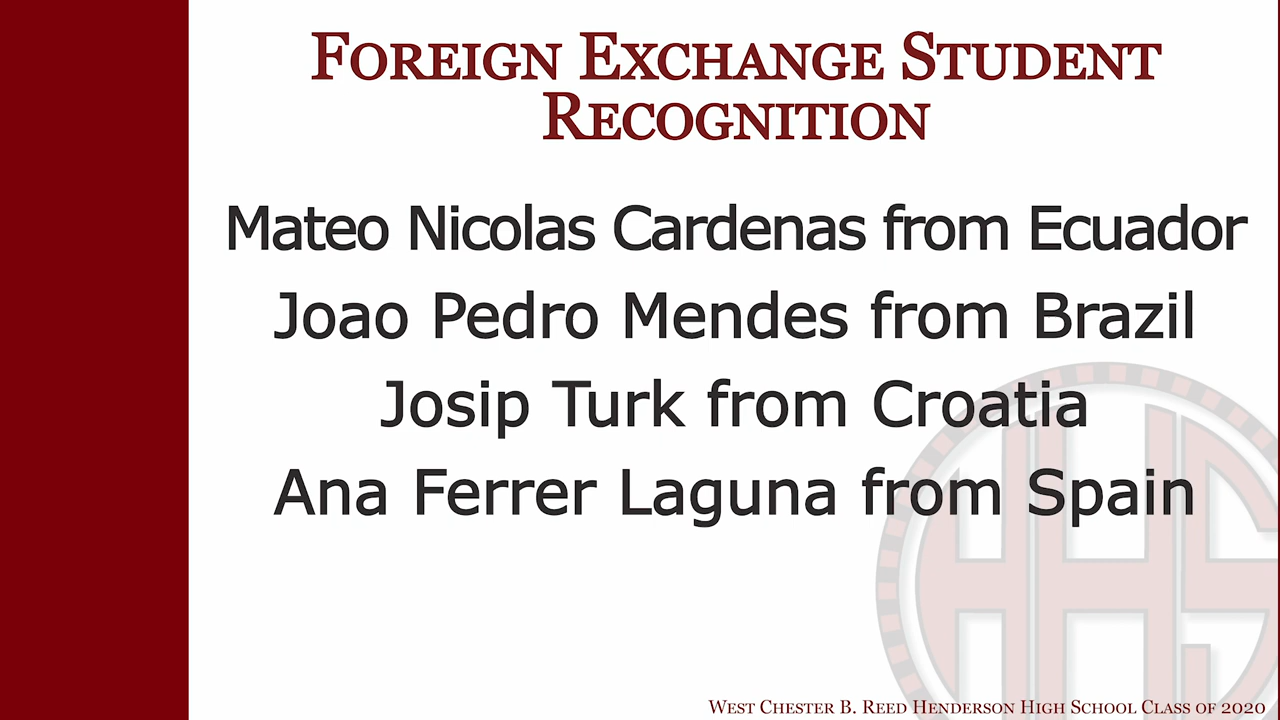 FOREIGN EXCHANGE STUDENT
RECOGNITION
Mateo Nicolas Cardenas from Ecuador
Joao Pedro Mendes from Brazil
Josip Turk from Croatia
Ana Ferrer Laguna from Spain
HHS
WEST CHESTER B. REED HENDERSON HIGH SCHOOL CLASS OF 2020